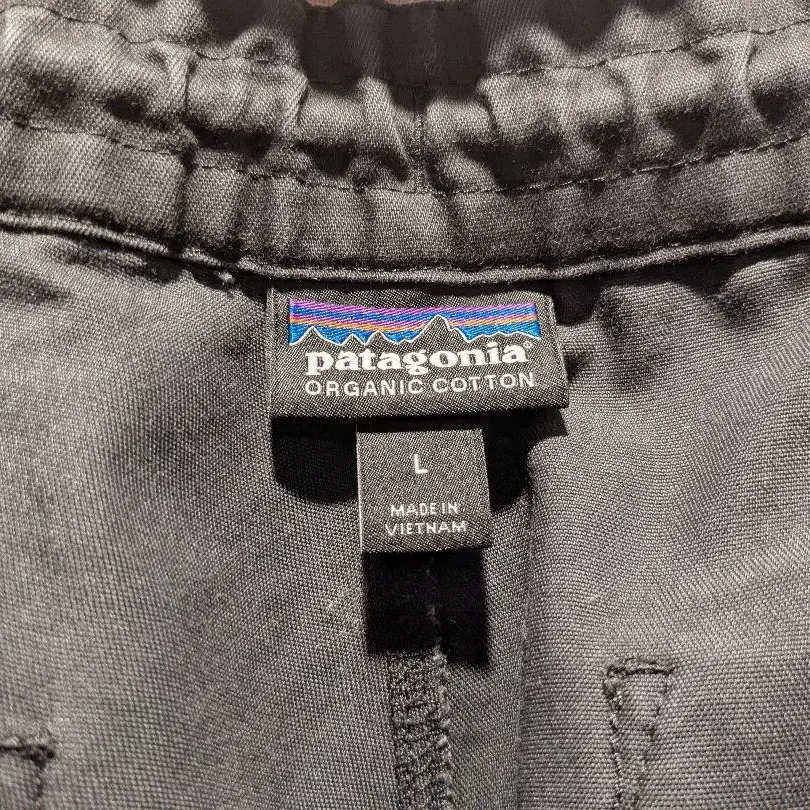 patagonia®
ORGANIC COTTON
L
MADE IN
VIETNAM